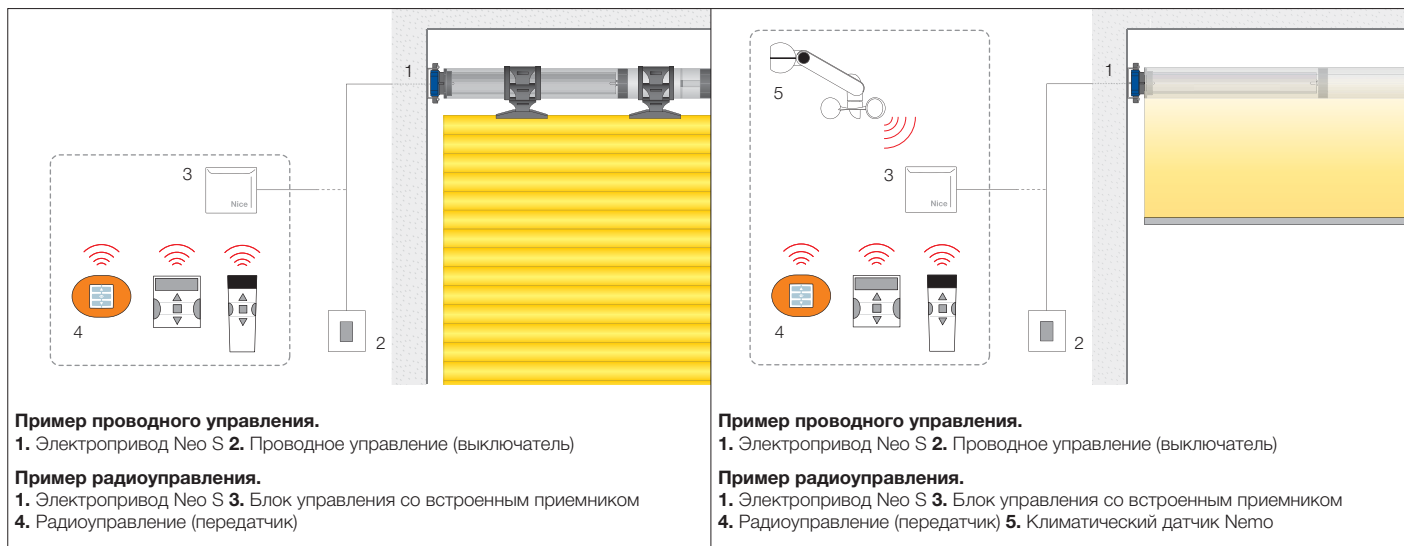 1
3
Nice
4
2
Пример проводного управления.
1. Электропривод Neo S 2. Проводное управление (выключатель)
Пример радиоуправления.
1. Электропривод Neo S 3. Блок управления со встроенным приемником
4. Радиоуправление (передатчик)
5
1
3
Nice
4
2
Пример проводного управления.
1. Электропривод Neo S 2. Проводное управление (выключатель)
Пример радиоуправления.
1. Электропривод Neo S 3. Блок управления со встроенным приемником
4. Радиоуправление (передатчик) 5. Климатический датчик Nemo